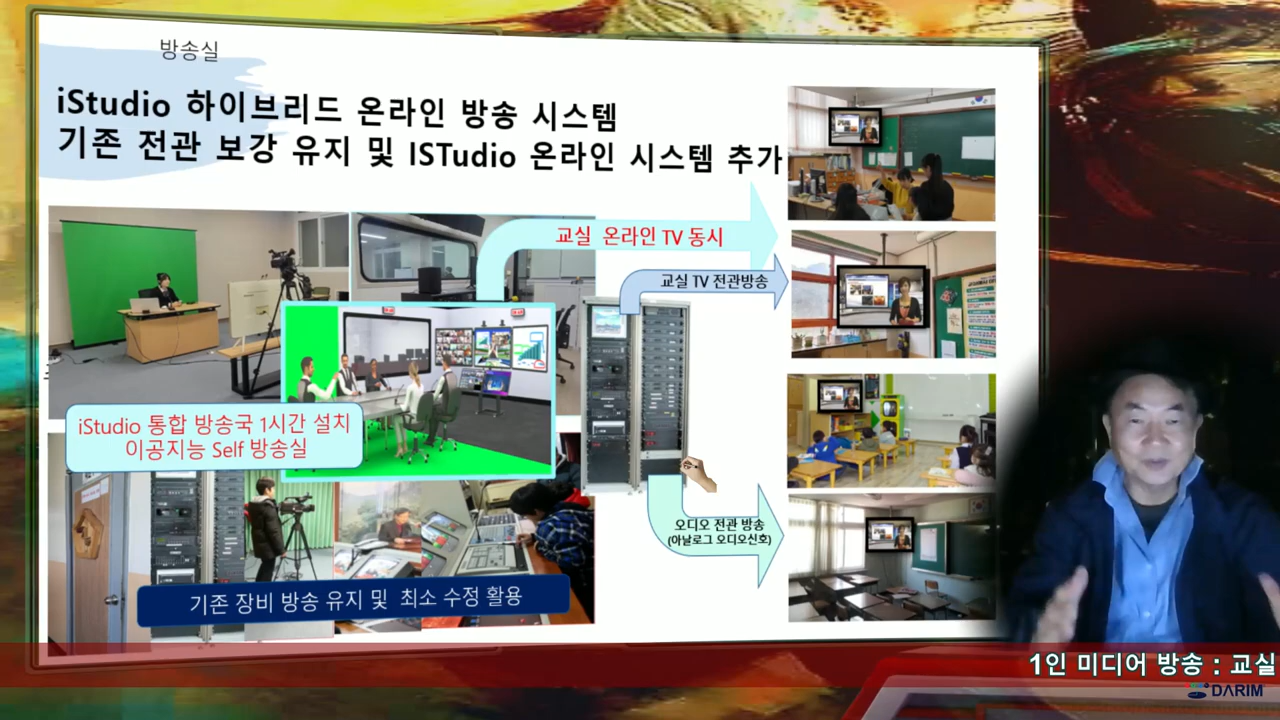 방송실
iStudio 하이브리드 온라인 방송 시스템
기존 전관 보강 유지 및 ISTudio 온라인 시스템 추가
교실 온라인 TV 동시
교실 TV 전관방송
iStudio 통합 방송국 1시간 설치
이공지능 Self 방송실
오디오 전관 방송
(아날로그 오디오신호)
기존 장비 방송 유지 및 최소 수정 활용
1인 미디어 방송 : 교실
DARIM